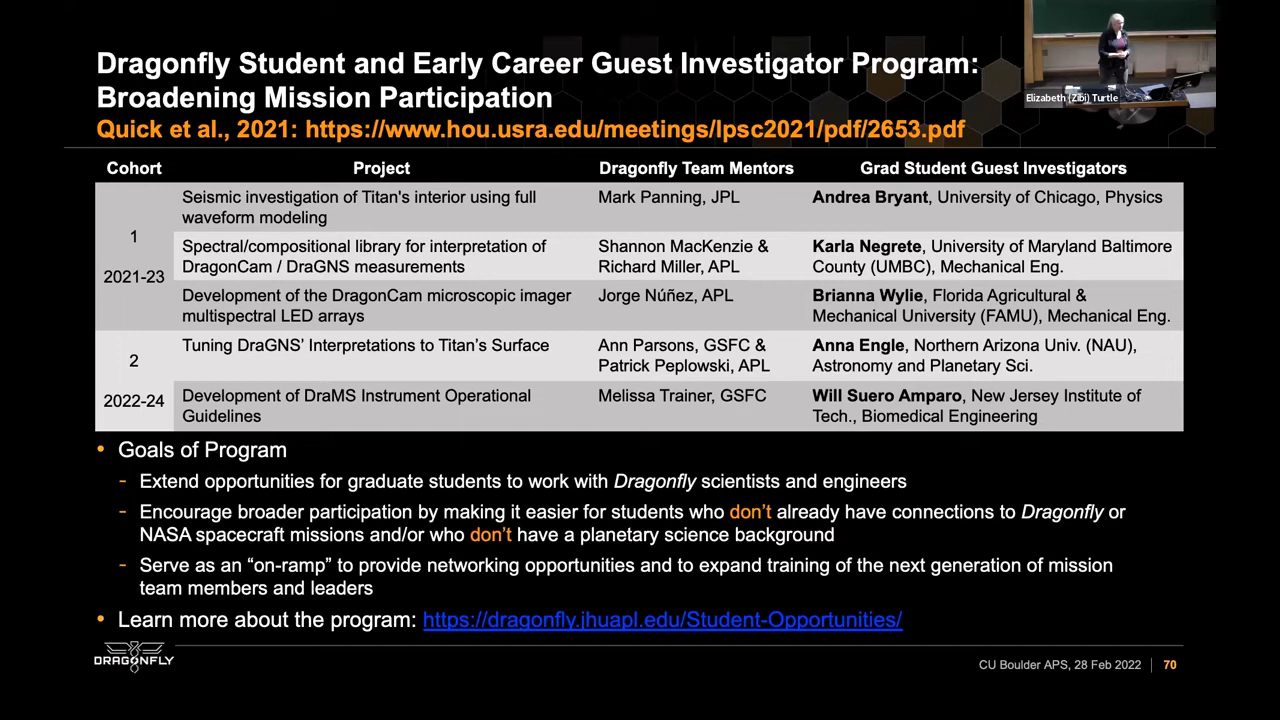 Dragonfly Student and Early Career Guest Investigator Program:
Broadening Mission Participation
Quick et al., 2021: https://www.hou.usra.edu/meetings/lpsc2021/pdf/2653.pdf
Elizabeth (Zibi) Turtle
Cohort Project Dragonfly Team Mentors Grad Student Guest Investigators
1
2021-23
Seismic investigation of Titan's interior using full
waveform modeling
Mark Panning, JPL
Andrea Bryant, University of Chicago, Physics
Spectral/compositional library for interpretation of
DragonCam / DraGNS measurements
Shannon MacKenzie &
Richard Miller, APL
Karla Negrete, University of Maryland Baltimore
County (UMBC), Mechanical Eng.
Development of the DragonCam microscopic imager
multispectral LED arrays
Jorge Núñez, APL
Brianna Wylie, Florida Agricultural &
Mechanical University (FAMU), Mechanical Eng.
2
2022-24
Tuning DraGNS’ Interpretations to Titan’s Surface
Ann Parsons, GSFC &
Patrick Peplowski, APL
Anna Engle, Northern Arizona Univ. (NAU),
Astronomy and Planetary Sci.
Development of DraMS Instrument Operational
Guidelines
Melissa Trainer, GSFC
Will Suero Amparo, New Jersey Institute of
Tech., Biomedical Engineering
• Goals of Program
- Extend opportunities for graduate students to work with Dragonfly scientists and engineers
- Encourage broader participation by making it easier for students who don’t already have connections to Dragonfly or
NASA spacecraft missions and/or who don’t have a planetary science background
- Serve as an “on-ramp” to provide networking opportunities and to expand training of the next generation of mission
team members and leaders
• Learn more about the program: https://dragonfly.jhuapl.edu/Student-Opportunities/
DRAGONFLY
CU Boulder APS, 28 Feb 2022 | 70